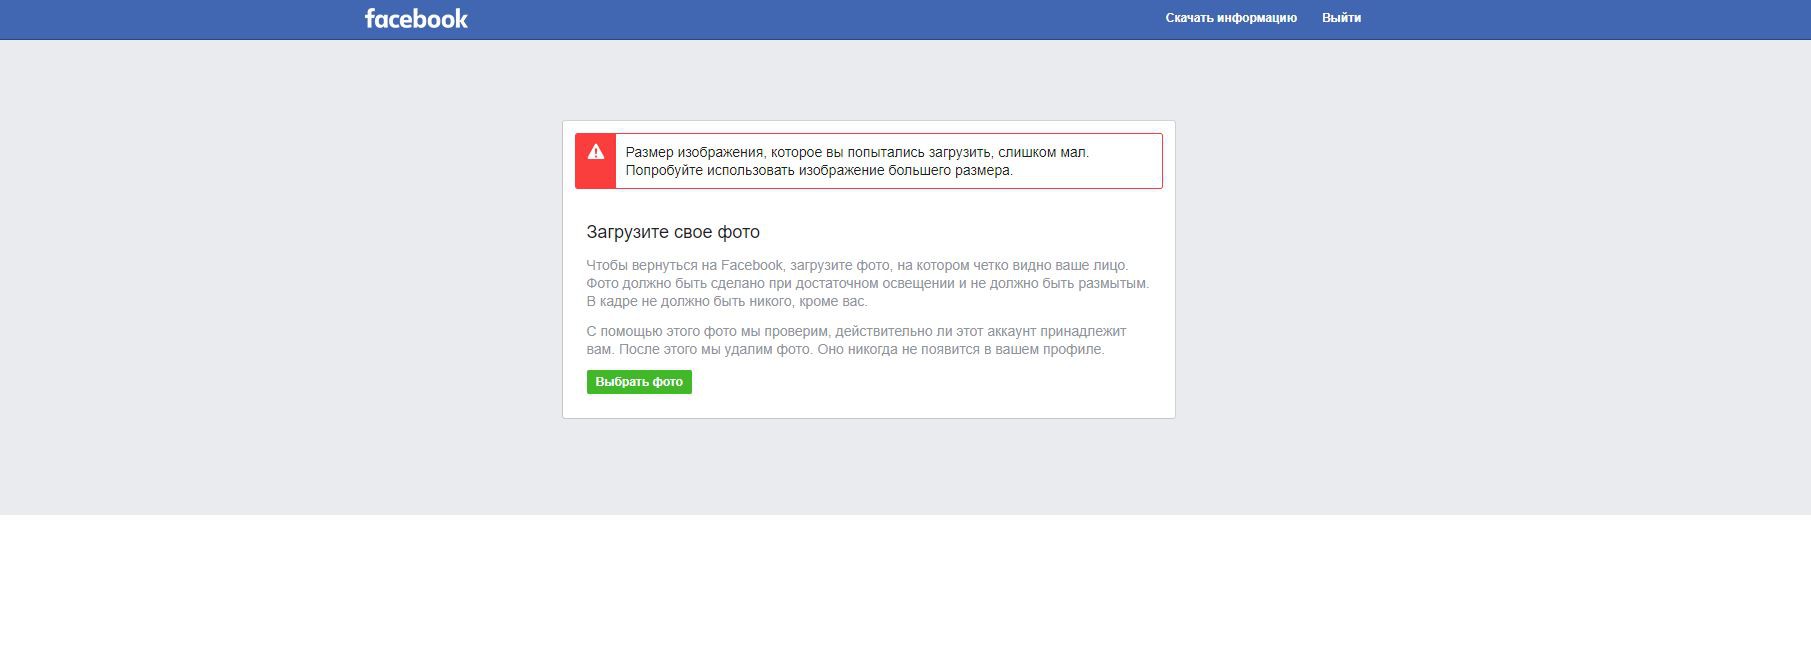 facebook
Скачать информацию
Выйти
Размер изображения, которое вы попытались загрузить, слишком мал.
Попробуйте использовать изображение большего размера.
Загрузите свое фото
Чтобы вернуться на Facebook, загрузите фото, на котором четко видно ваше лицо.
Фото должно быть сделано при достаточном освещении и не должно быть размытым.
В кадре не должно быть никого, кроме вас.
С помощью этого фото мы проверим, действительно ли этот аккаунт принадлежит
вам. После этого мы удалим фото. Оно никогда не появится в вашем профиле.
Выбрать фото